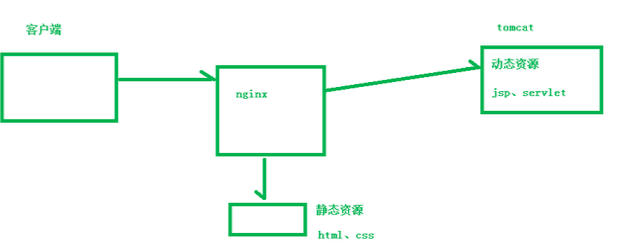 客户端
tomcat
动态资源
nginx
jsp、servlet
静态资源
html、css